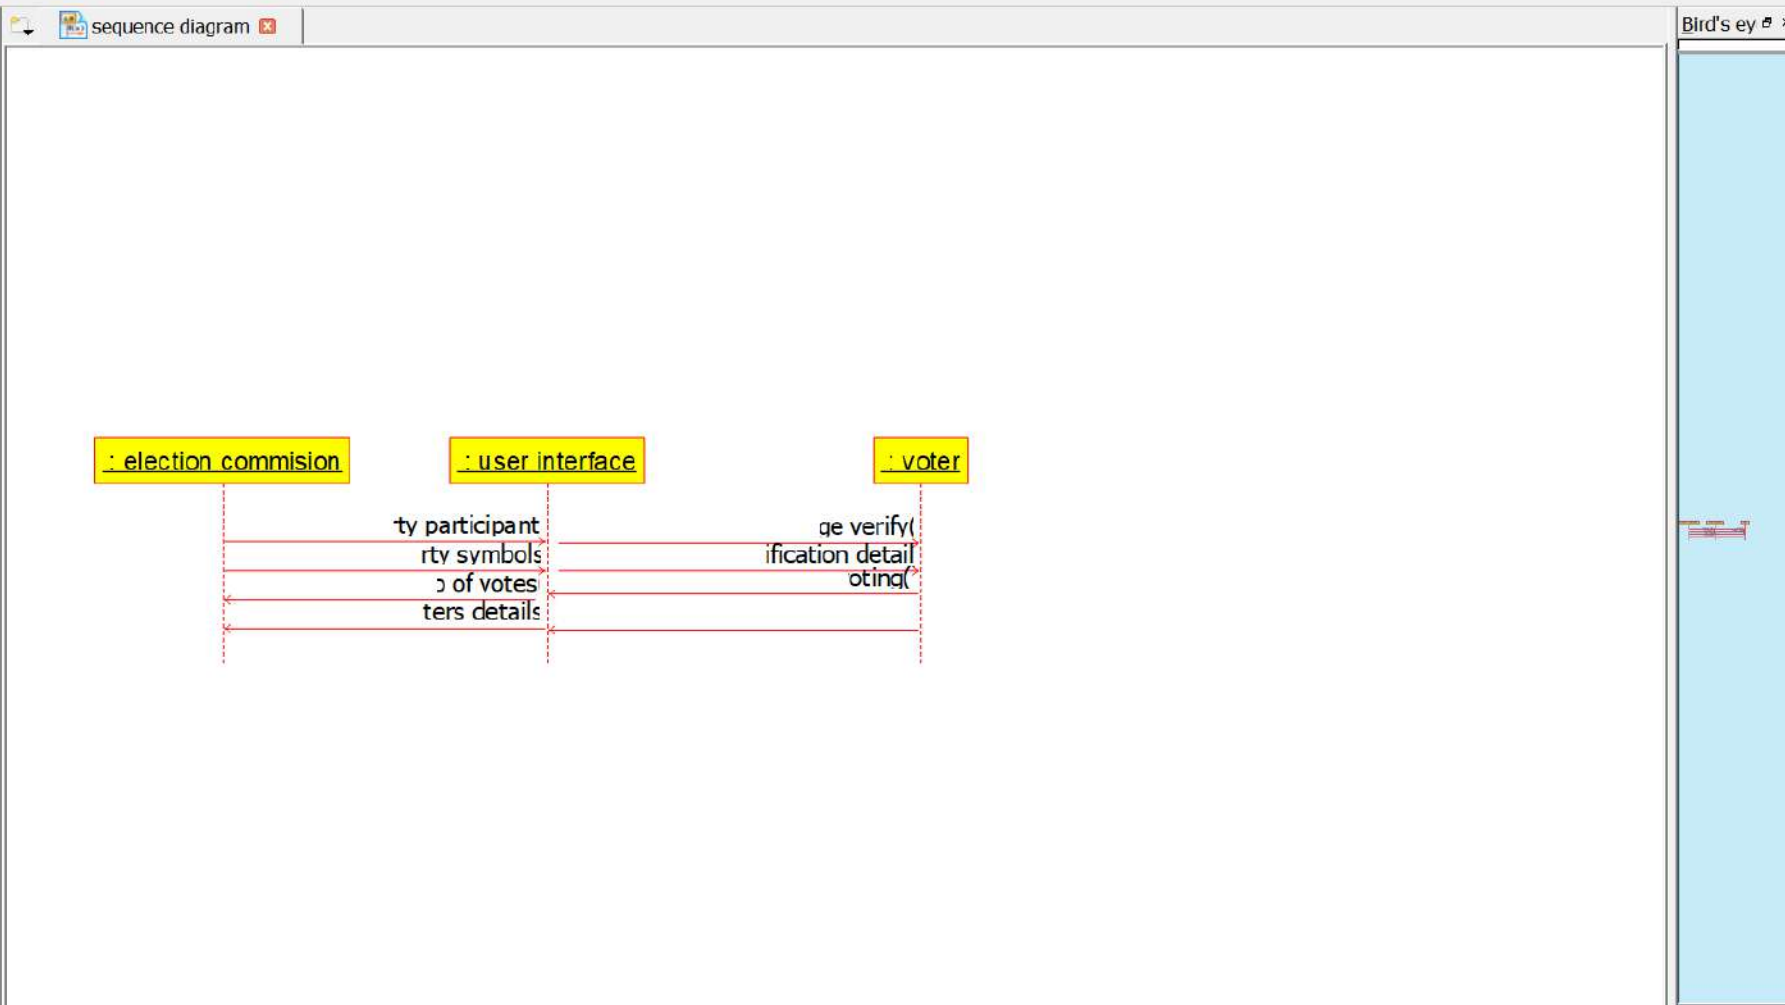 sequence diagram
Bird's ey
: election commision
: user interface
: voter
ty participant
ge verify(
rty symbols
ification detail
of votes
oting(
ters details